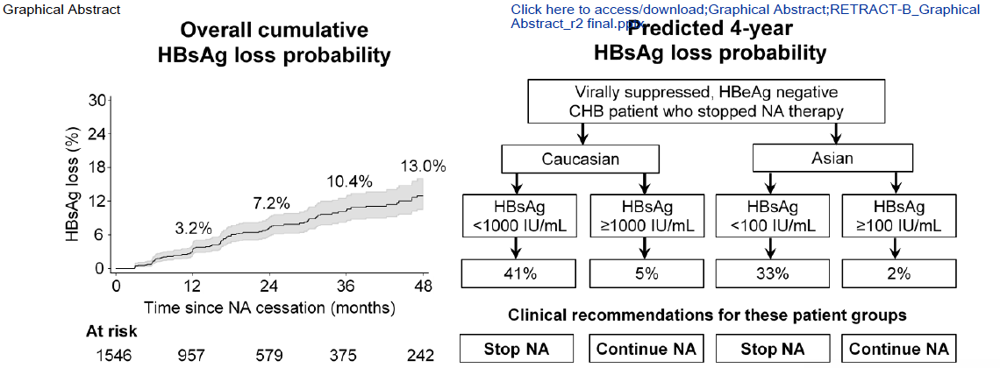 Graphical Abstract
Click here to access/download;Graphical Abstract;RETRACT-B_Graphical
Abstract_r2 final.pptx
Overall cumulative
HBsAg loss probability
30
24
18
12
6
0
HBsAg loss (%)
3.2%
7.2%
10.4%
13.0%
0 12 24 36 48
Time since NA cessation (months)
At risk
1546 957 579 375 242
Predicted 4-year
HBsAg loss probability
Virally suppressed, HBeAg negative
CHB patient who stopped NA therapy
Caucasian
Asian
HBsAg
<1000 IU/mL
HBsAg
≥1000 IU/mL
HBsAg
<100 IU/mL
HBsAg
≥100 IU/mL
41%
5%
33%
2%
Clinical recommendations for these patient groups
Stop NA
Continue NA
Stop NA
Continue NA